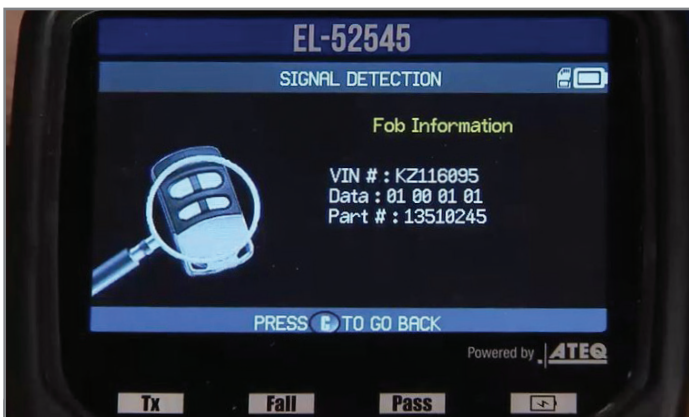 EL-52545
SIGNAL DETECTION
Fob Information
VIN # : KZ116095
Data : 01 00 01 01
Part # : 13510245
PRESS C TO GO BACK
Powered by ATEQ
Tx Fail Pass